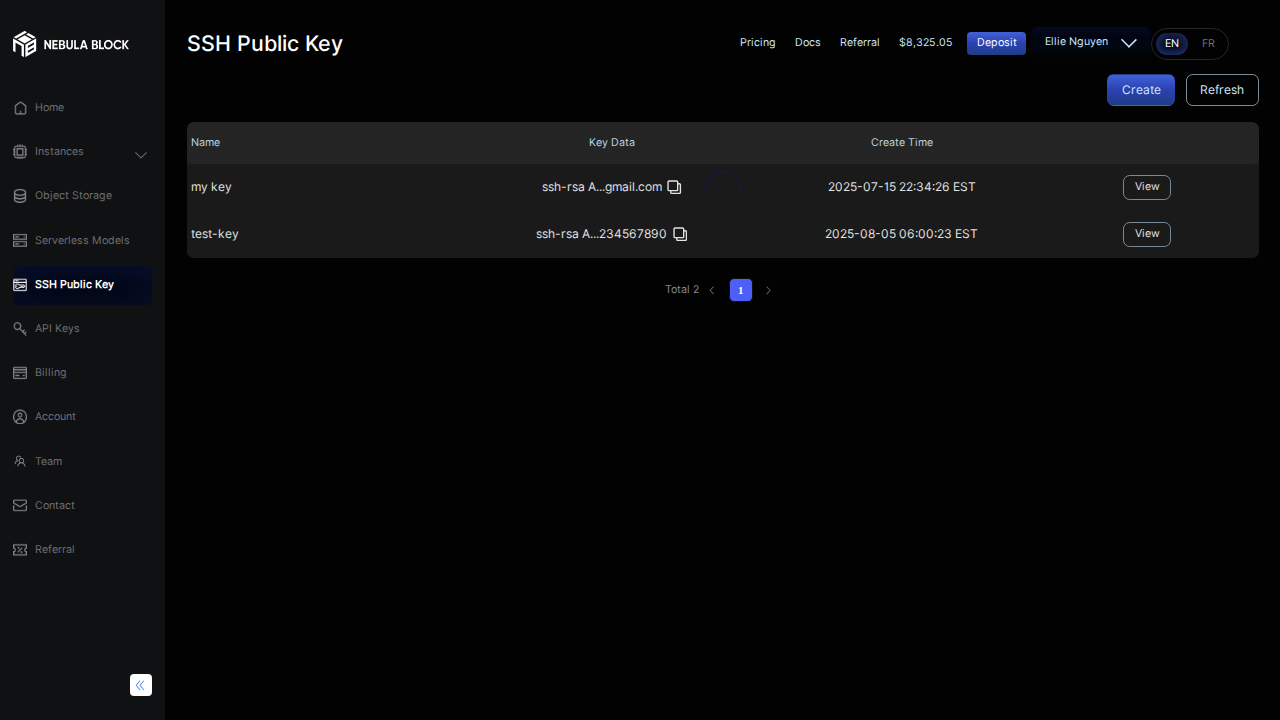 NEBULA BLOCK
SSH Public Key
Pricing Docs Referral $8,325.05 Deposit Ellie Nguyen EN FR
Create Refresh
Home
Instances
Object Storage
Serverless Models
SSH Public Key
API Keys
Billing
Account
Team
Contact
Referral
Name Key Data Create Time
my key ssh-rsa A...gmail.com 2025-07-15 22:34:26 EST View
test-key ssh-rsa A...234567890 2025-08-05 06:00:23 EST View
Total 2 1